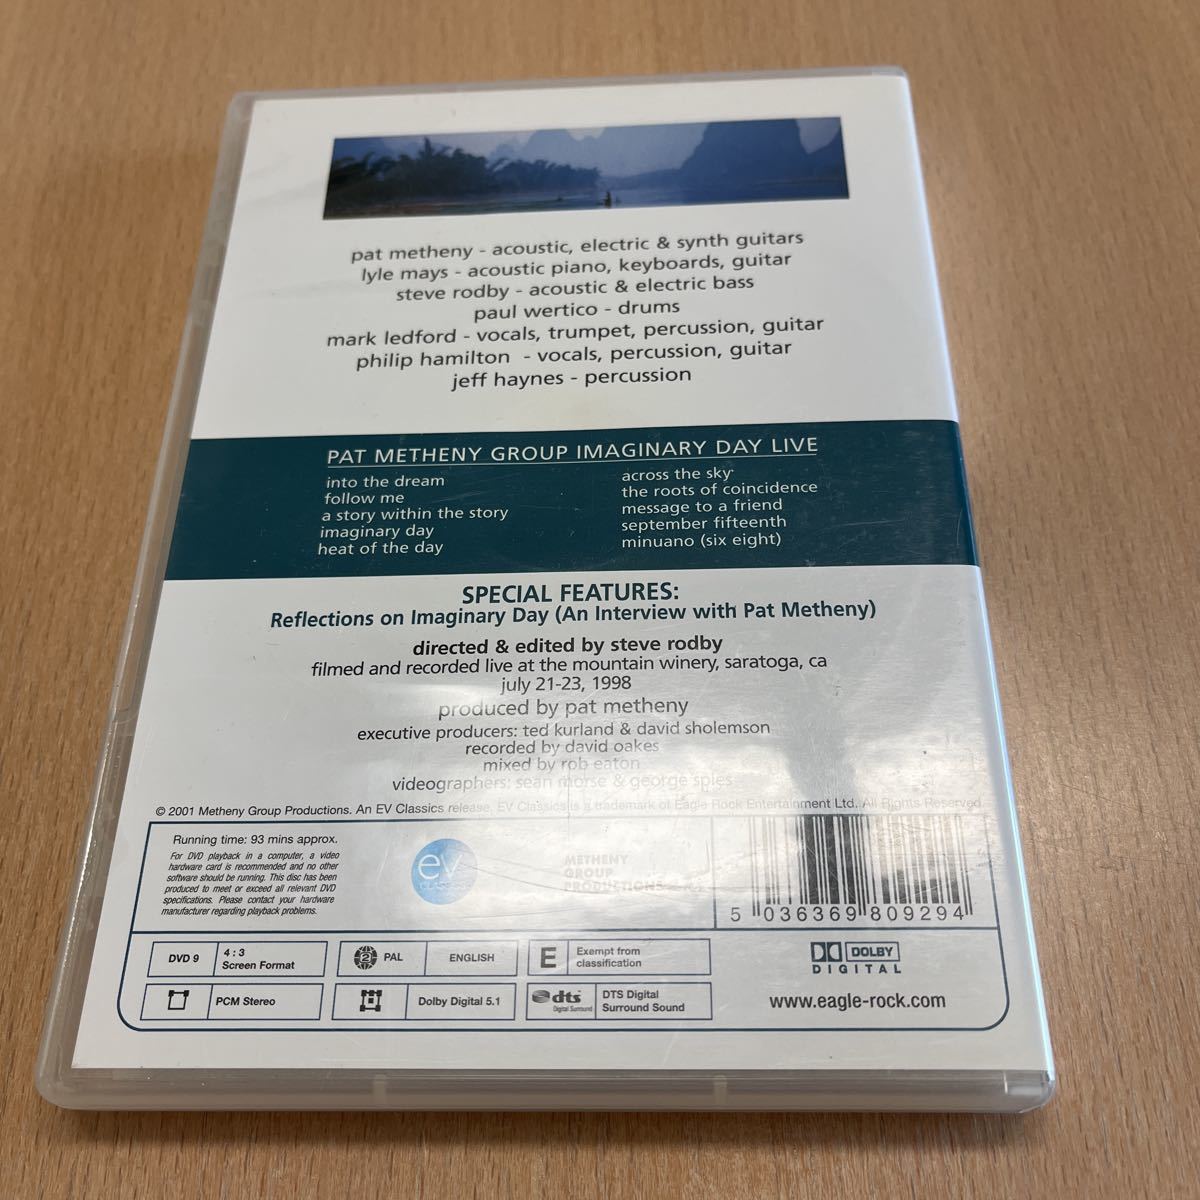 pat metheny - acoustic, electric & synth guitars
lyle mays - acoustic piano, keyboards, guitar
steve rodby - acoustic & electric bass
paul wertico - drums
mark ledford - vocals, trumpet, percussion, guitar
philip hamilton - vocals, percussion, guitar
jeff haynes - percussion
PAT METHENY GROUP IMAGINARY DAY LIVE
into the dream
follow me
a story within the story
imaginary day
heat of the day
across the sky
the roots of coincidence
message to a friend
september fifteenth
minuano (six eight)
SPECIAL FEATURES:
Reflections on Imaginary Day (An Interview with Pat Metheny)
directed & edited by steve rodby
filmed and recorded live at the mountain winery, saratoga, ca
july 21-23, 1998
produced by pat metheny
executive producers: ted kurland & david sholemson
recorded by david oakes
mixed by rob eaton
videographers: sean morse & george spies
© 2001 Metheny Group Productions. An EV Classics release. EV Classics is a trademark of Eagle Rock Entertainment Ltd. All Rights Reserved.
Running time: 93 mins approx.
For DVD playback in a computer, a video
hardware card is recommended and no other
software should be running. This disc has been
produced to meet or exceed all relevant DVD
specifications. Please contact your hardware
manufacturer regarding playback problems.
ev
CLASSICS
METHENY
GROUP
PRODUCTIONS
5 036369 809294
DVD 9
4:3
Screen Format
2
PAL
ENGLISH
E
Exempt from
classification
PCM Stereo
Dolby Digital 5.1
dts
Digital Surround
DTS Digital
Surround Sound
DOLBY
DIGITAL
www.eagle-rock.com